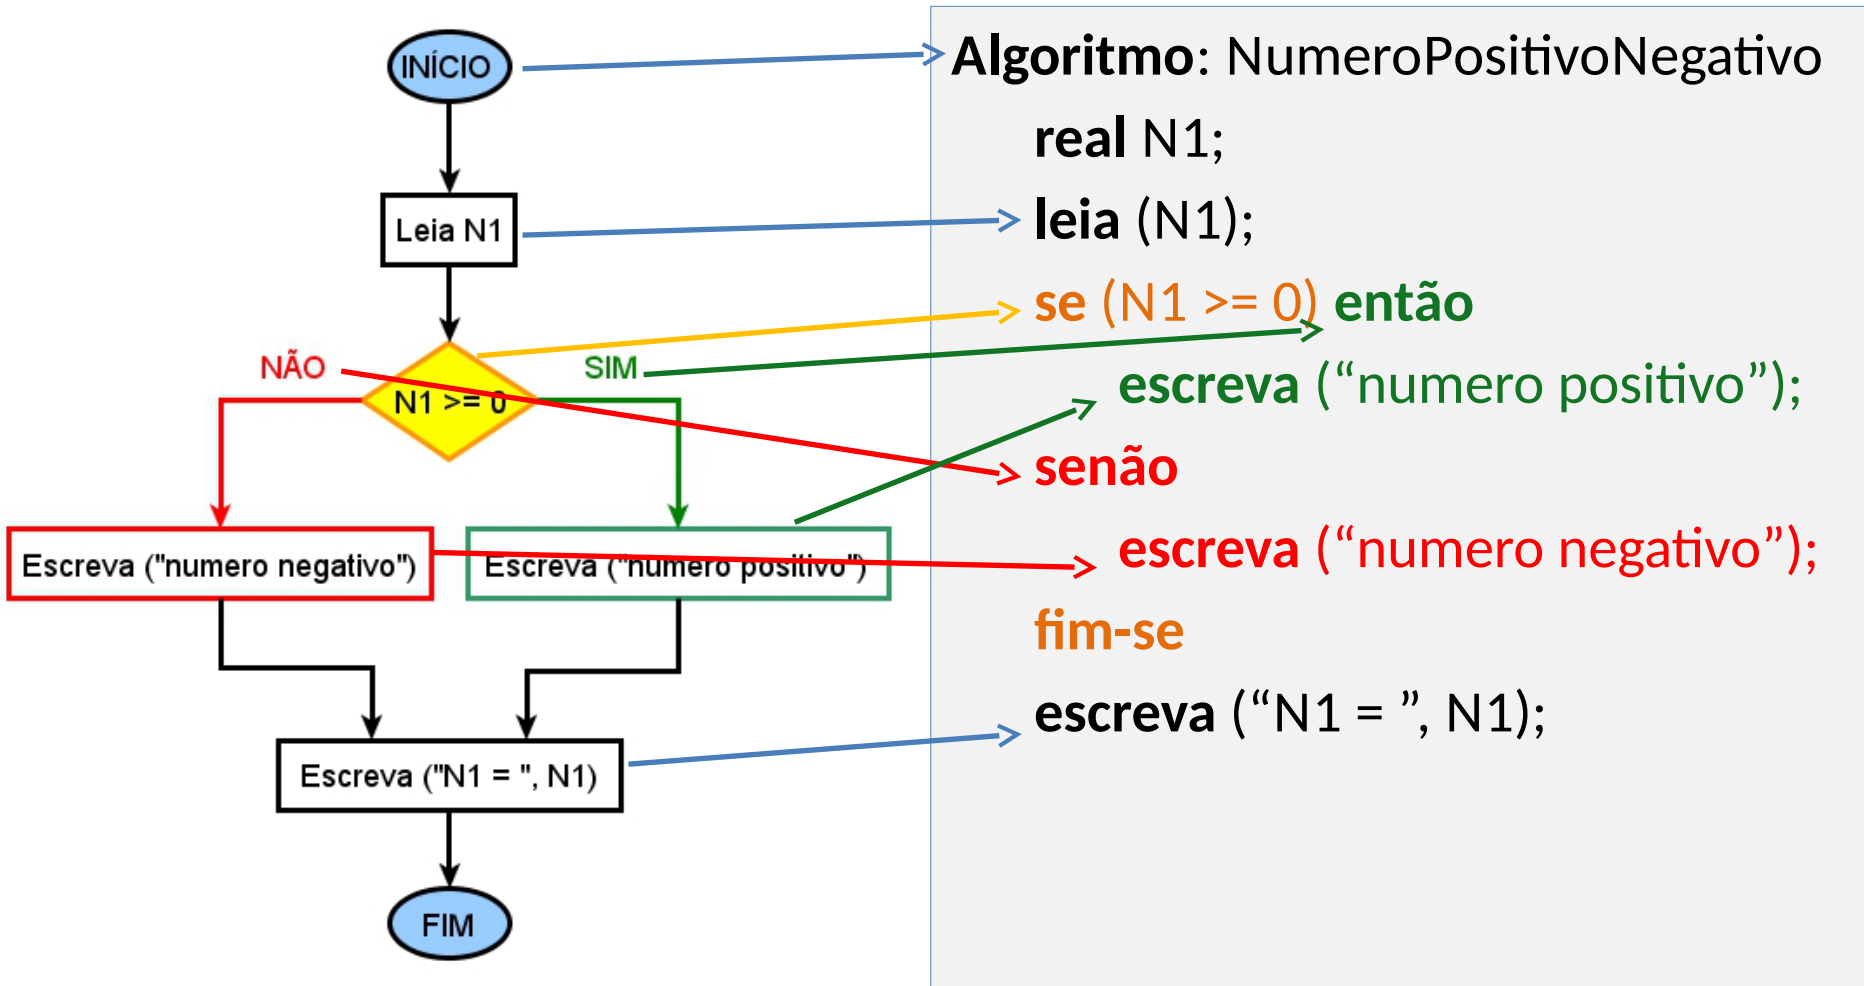 INÍCIO
Leia N1
NÃO
SIM
N1 >= 0
Escreva ("numero negativo")
Escreva ("numero positivo")
Escreva ("N1 = ", N1)
FIM
Algoritmo: NumeroPositivoNegativo
real N1;
leia (N1);
se (N1 >= 0) então
escreva (“numero positivo”);
senão
escreva (“numero negativo”);
fim-se
escreva (“N1 = ”, N1);